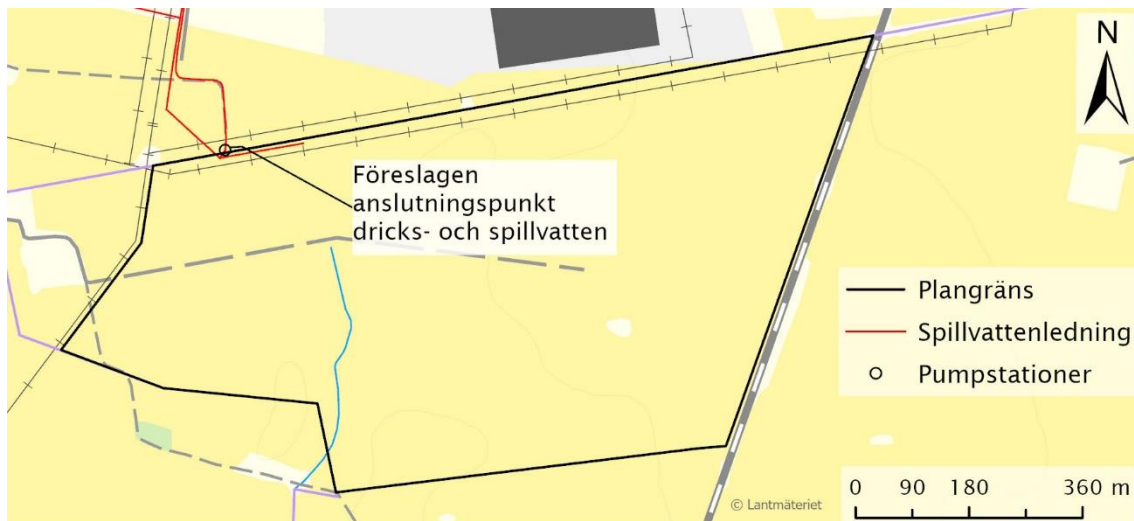 N
Föreslagen
anslutningspunkt
dricks- och spillvatten
Plangräns
Spillvattenledning
Pumpstationer
0 90 180 360 m
© Lantmäteriet